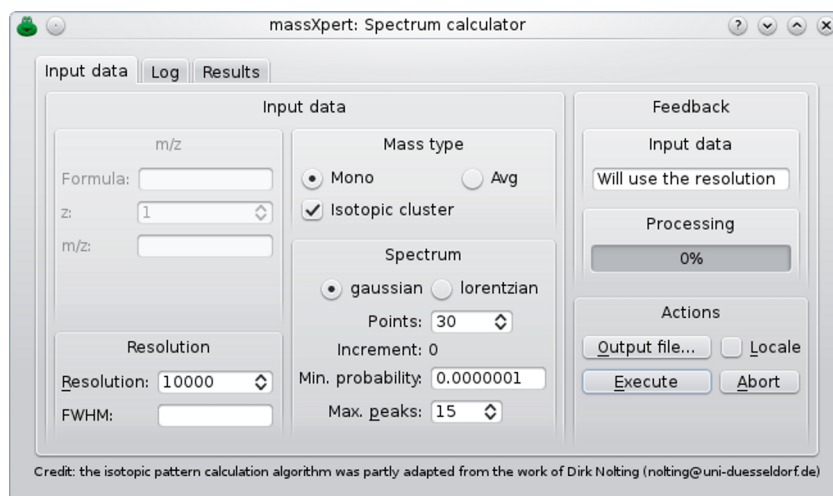 massXpert: Spectrum calculator
Input data
Log
Results
Input data
m/z
Formula:
z: 1
m/z:
Resolution
Resolution: 10000
FWHM:
Mass type
Mono
Avg
Isotopic cluster
Spectrum
gaussian
lorentzian
Points: 30
Increment: 0
Min. probability: 0.0000001
Max. peaks: 15
Feedback
Input data
Will use the resolution
Processing
0%
Actions
Output file...
Locale
Execute
Abort
Credit: the isotopic pattern calculation algorithm was partly adapted from the work of Dirk Nolting (nolting@uni-duesseldorf.de)